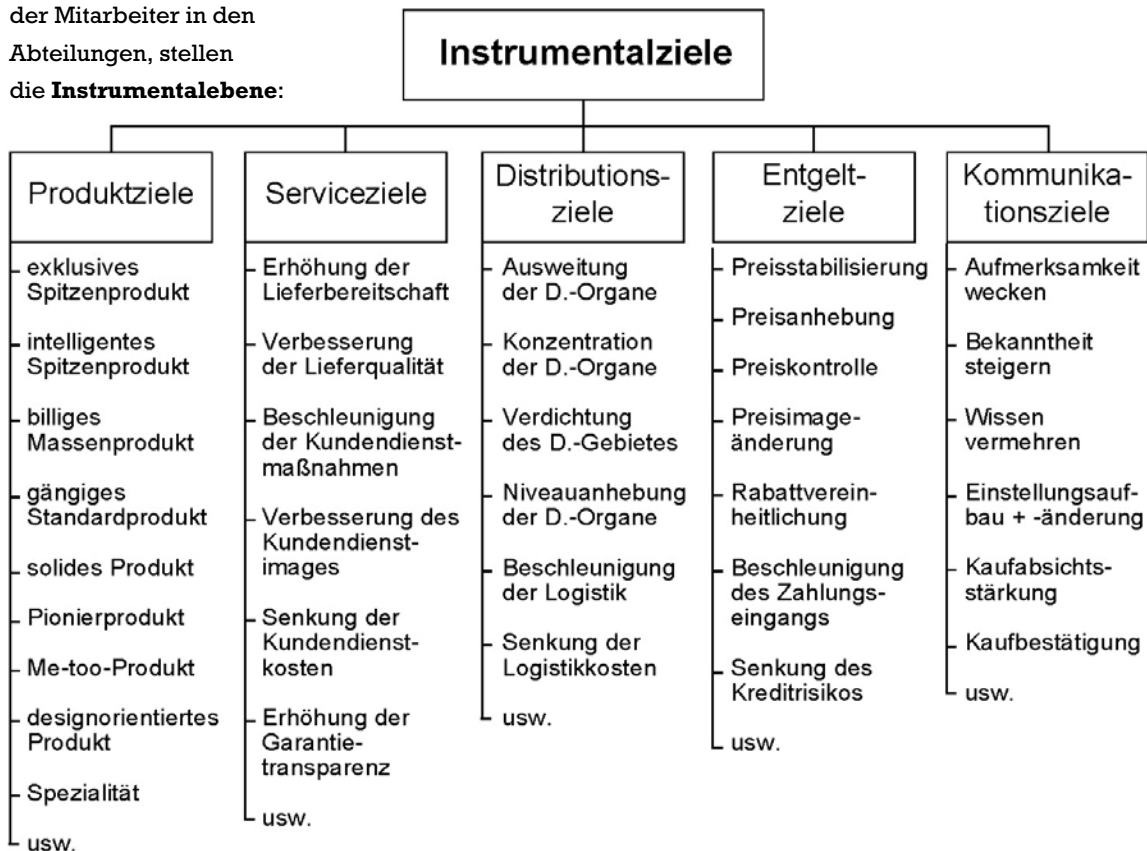 der Mitarbeiter in den
Abteilungen, stellen
die Instrumentalebene:
Instrumentalziele
Produktziele
exklusives
Spitzenprodukt
intelligentes
Spitzenprodukt
billiges
Massenprodukt
gängiges
Standardprodukt
solides Produkt
Pionierprodukt
Me-too-Produkt
designorientiertes
Produkt
Spezialität
usw.
Serviceziele
Erhöhung der
Lieferbereitschaft
Verbesserung
der Lieferqualität
Beschleunigung
der Kundendienst-
maßnahmen
Verbesserung des
Kundendienst-
images
Senkung der
Kundendienst-
kosten
Erhöhung der
Garantie-
transparenz
usw.
Distributions-
ziele
Ausweitung
der D.-Organe
Konzentration
der D.-Organe
Verdichtung
des D.-Gebietes
Niveauanhebung
der D.-Organe
Beschleunigung
der Logistik
Senkung der
Logistikkosten
usw.
Entgelt-
ziele
Preisstabilisierung
Preisanhebung
Preiskontrolle
Preisimage-
änderung
Rabattverein-
heitlichung
Beschleunigung
des Zahlungs-
eingangs
Senkung des
Kreditrisikos
usw.
Kommunika-
tionsziele
Aufmerksamkeit
wecken
Bekanntheit
steigern
Wissen
vermehren
Einstellungsauf-
bau + -änderung
Kaufabsichts-
stärkung
Kaufbestätigung
usw.